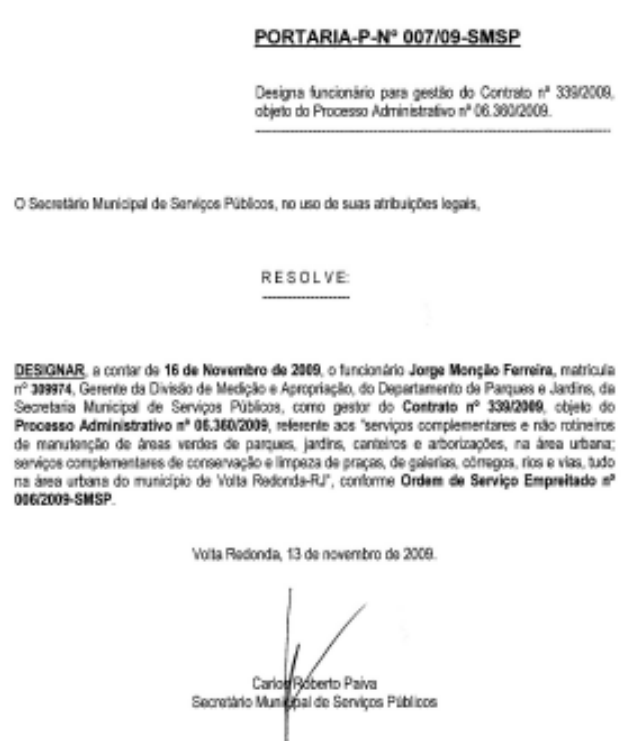 PORTARIA-P-Nº 007/09-SMSP
Designa funcionário para gestão do Contrato nº 339/2009,
objeto do Processo Administrativo nº 06.360/2009.
O Secretário Municipal de Serviços Públicos, no uso de suas atribuições legais,
R E S O L V E:
DESIGNAR, a contar de 16 de Novembro de 2009, o funcionário Jorge Monção Ferreira, matrícula
nº 309974, Gerente da Divisão de Medição e Apropriação, do Departamento de Parques e Jardins, da
Secretaria Municipal de Serviços Públicos, como gestor do Contrato nº 339/2009, objeto do
Processo Administrativo nº 06.360/2009, referente aos "serviços complementares e não rotineiros
de manutenção de áreas verdes de parques, jardins, canteiros e arborizações, na área urbana;
serviços complementares de conservação e limpeza de praças, de galerias, córregos, rios e vias, tudo
na área urbana do município de Volta Redonda-RJ", conforme Ordem de Serviço Empreitado nº
006/2009-SMSP.
Volta Redonda, 13 de novembro de 2009.
Carlos Roberto Paiva
Secretário Municipal de Serviços Públicos